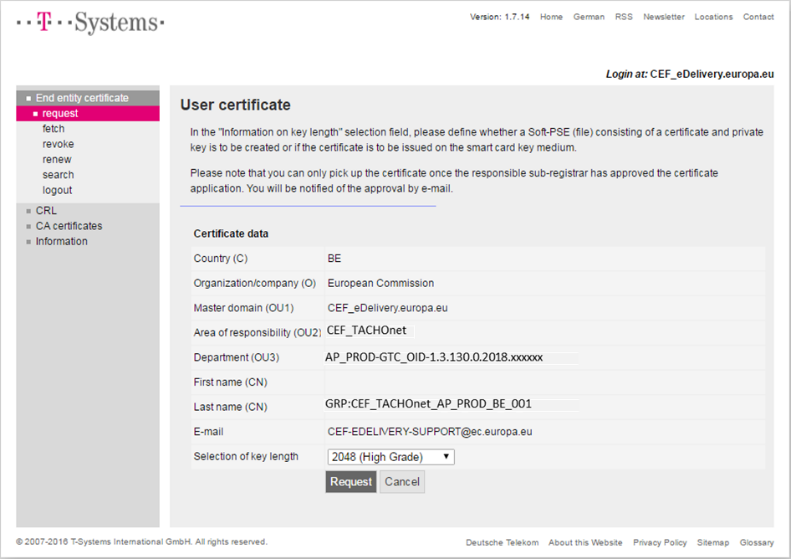 ··T··Systems·
Version: 1.7.14 Home German RSS Newsletter Locations Contact
Login at: CEF_eDelivery.europa.eu
End entity certificate
request
fetch
revoke
renew
search
logout
CRL
CA certificates
Information
User certificate
In the "Information on key length" selection field, please define whether a Soft-PSE (file) consisting of a certificate and private
key is to be created or if the certificate is to be issued on the smart card key medium.
Please note that you can only pick up the certificate once the responsible sub-registrar has approved the certificate
application. You will be notified of the approval by e-mail.
Certificate data
Country (C) BE
Organization/company (O) European Commission
Master domain (OU1) CEF_eDelivery.europa.eu
Area of responsibility (OU2) CEF_TACHOnet
Department (OU3) AP_PROD-GTC_OID-1.3.130.0.2018.xxxxxx
First name (CN)
Last name (CN) GRP:CEF_TACHOnet_AP_PROD_BE_001
E-mail CEF-EDELIVERY-SUPPORT@ec.europa.eu
Selection of key length 2048 (High Grade)
Request Cancel
© 2007-2016 T-Systems International GmbH. All rights reserved. Deutsche Telekom About this Website Privacy Policy Sitemap Glossary